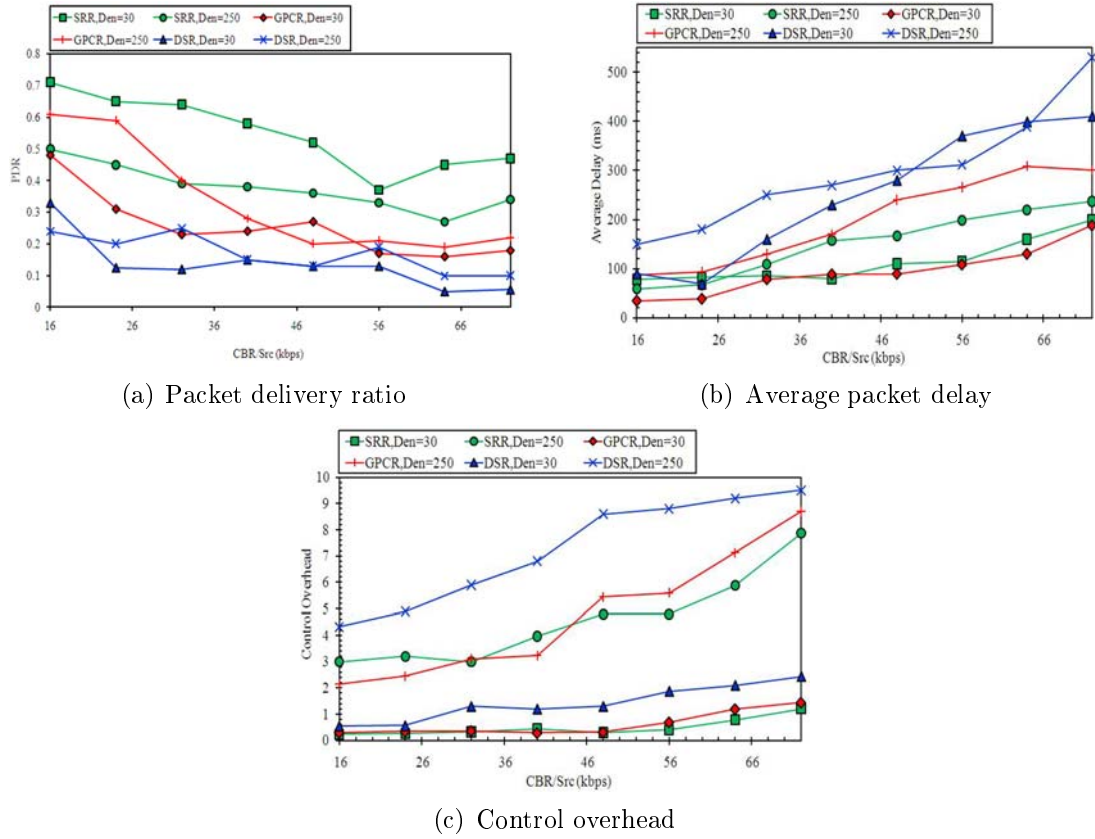 SRR,Den=30 SRR,Den=250 GPCR,Den=30
GPCR,Den=250 DSR,Den=30 DSR,Den=250
0.8
0.7
0.6
0.5
0.4
0.3
0.2
0.1
0
PDR
16 26 36 46 56 66
CBR/Src (kbps)
(a) Packet delivery ratio
SRR,Den=30 SRR,Den=250 GPCR,Den=30
GPCR,Den=250 DSR,Den=30 DSR,Den=250
500
400
300
200
100
0
Average Delay (ms)
16 26 36 46 56 66
CBR/Src (kbps)
(b) Average packet delay
SRR,Den=30 SRR,Den=250 GPCR,Den=30
GPCR,Den=250 DSR,Den=30 DSR,Den=250
10
9
8
7
6
5
4
3
2
1
0
Control Overhead
16 26 36 46 56 66
CBR/Src (kbps)
(c) Control overhead